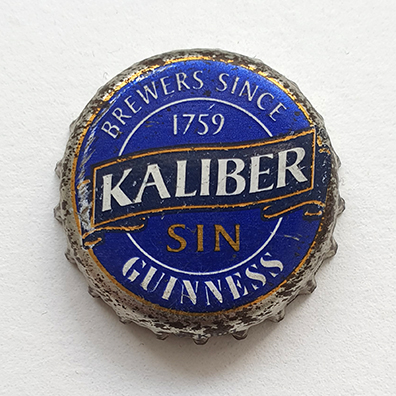 BREWERS SINCE
1759
KALIBER
SIN
GUINNESS